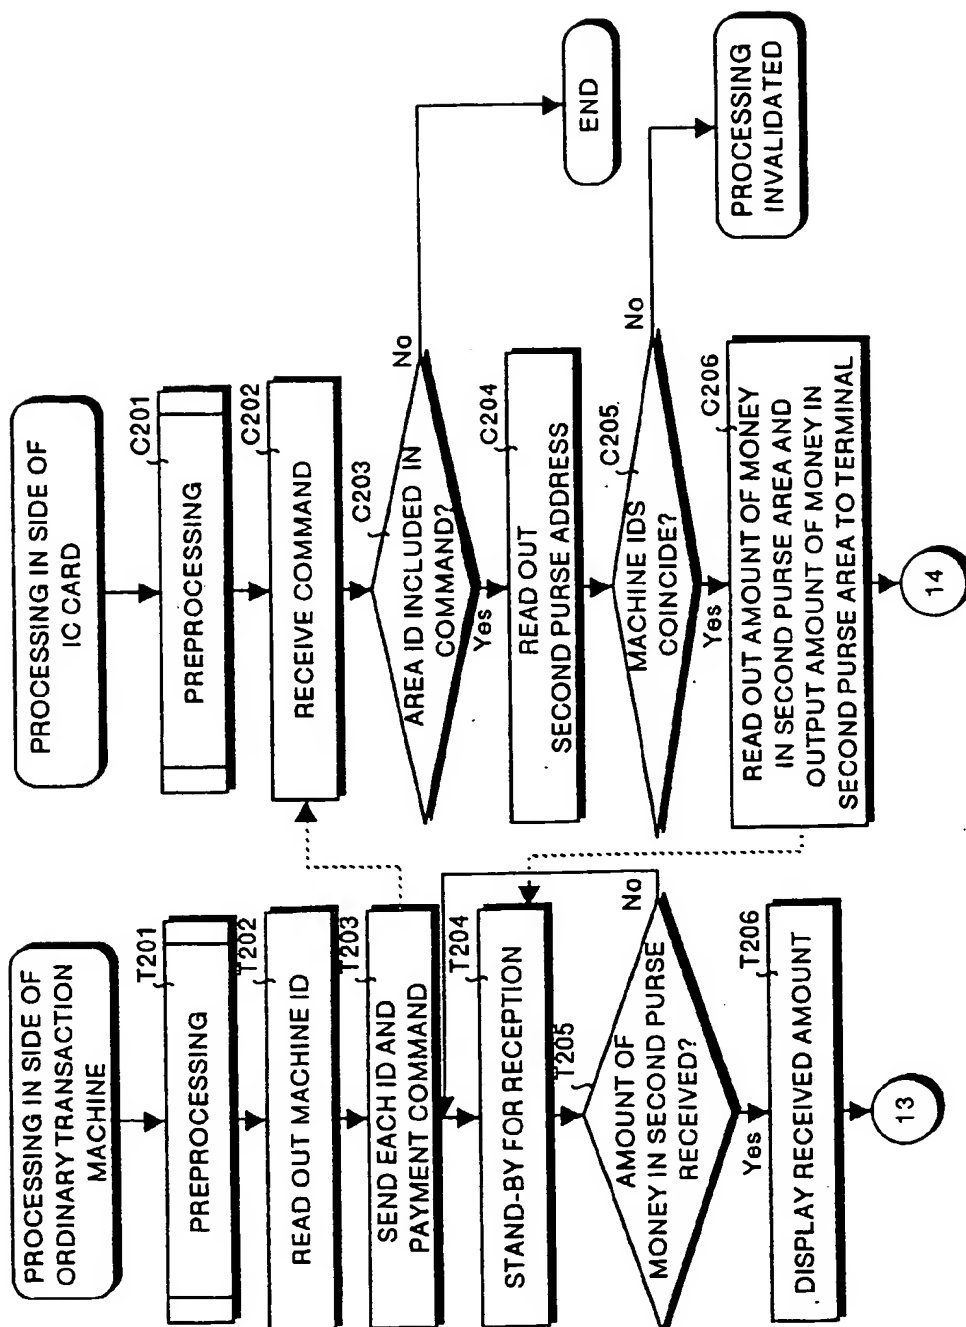 PROCESSING IN SIDE OF
ORDINARY TRANSACTION
MACHINE
T201
PREPROCESSING
T202
READ OUT MACHINE ID
T203
SEND EACH ID AND
PAYMENT COMMAND
T204
STAND-BY FOR RECEPTION
T205
AMOUNT OF
MONEY IN SECOND PURSE
RECEIVED?
No
Yes
T206
DISPLAY RECEIVED AMOUNT
13
PROCESSING IN SIDE OF
IC CARD
C201
PREPROCESSING
C202
RECEIVE COMMAND
C203
AREA ID INCLUDED IN
COMMAND?
No
Yes
END
C204
READ OUT
SECOND PURSE ADDRESS
C205
MACHINE IDS
COINCIDE?
No
Yes
PROCESSING
INVALIDATED
C206
READ OUT AMOUNT OF MONEY
IN SECOND PURSE AREA AND
OUTPUT AMOUNT OF MONEY IN
SECOND PURSE AREA TO TERMINAL
14